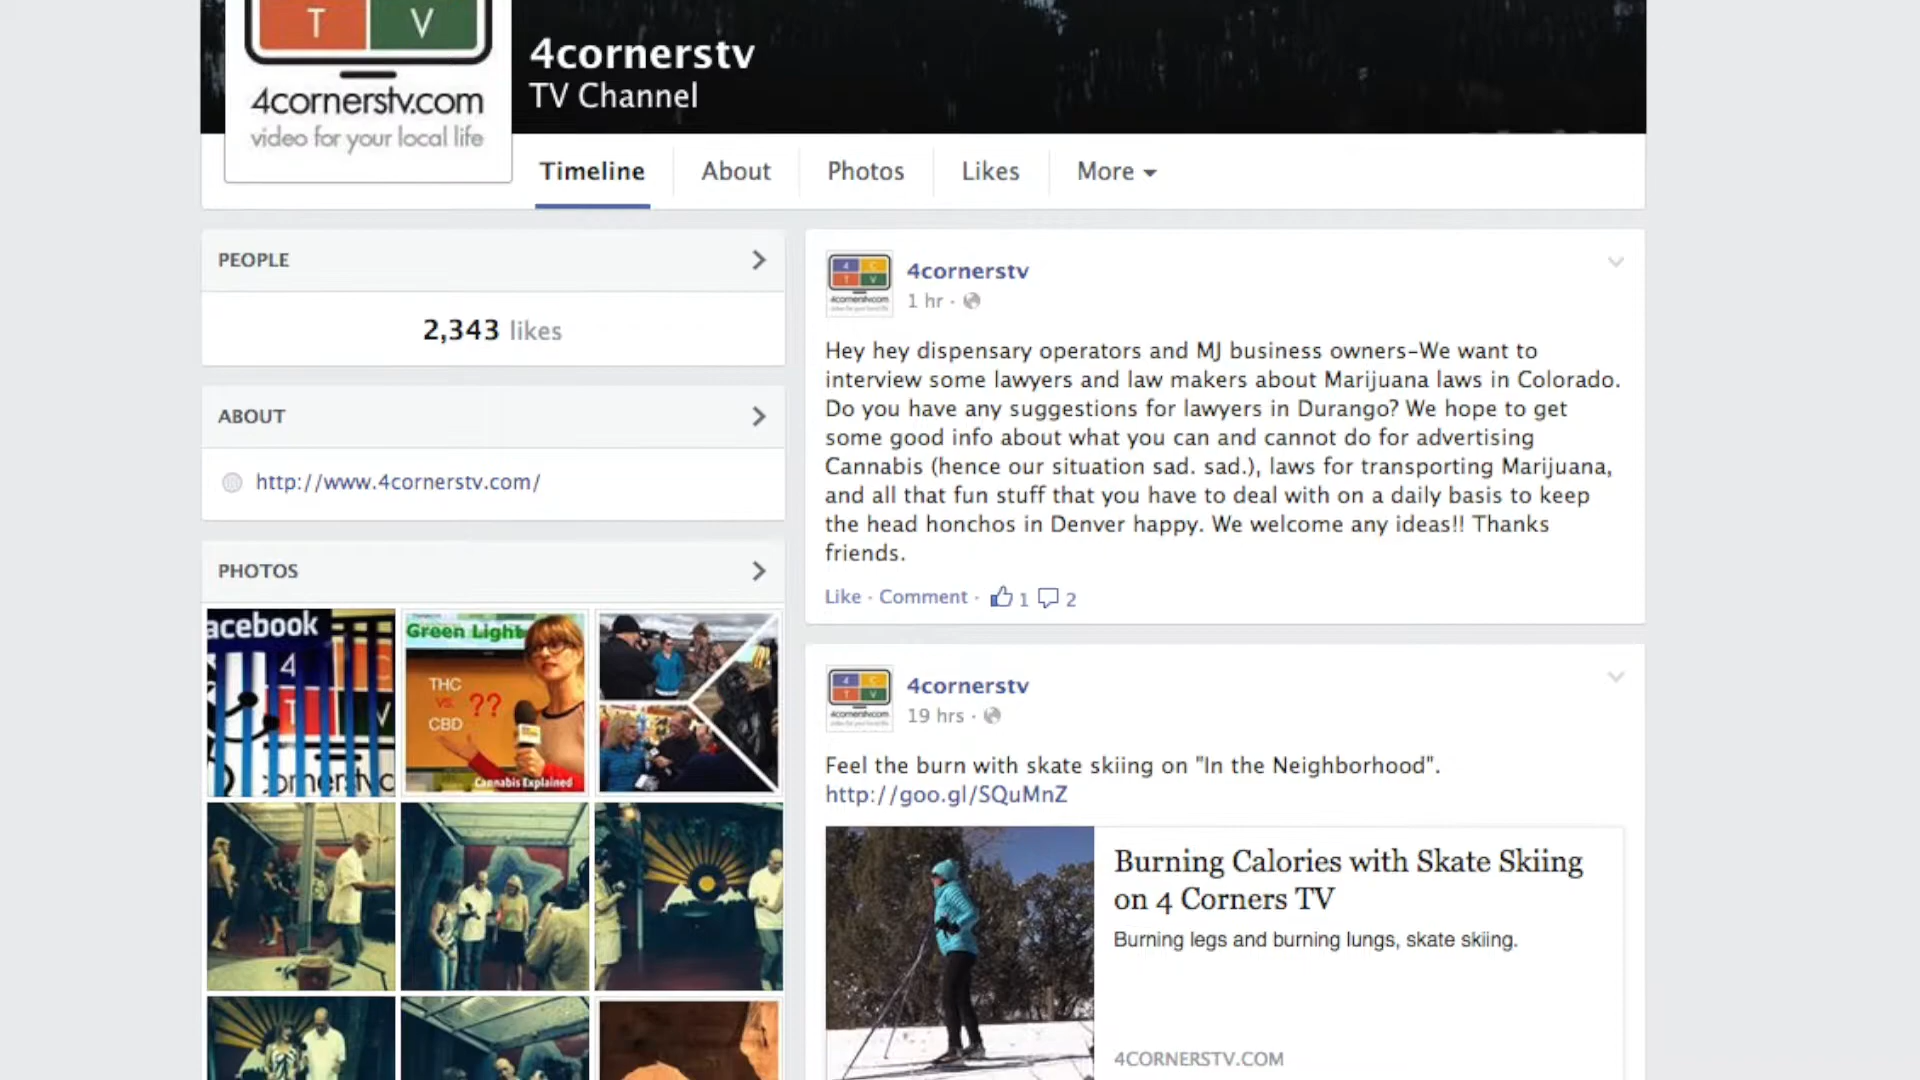 T V
4cornerstv.com
video for your local life
4cornerstv
TV Channel
Timeline
About
Photos
Likes
More
PEOPLE
2,343 likes
ABOUT
http://www.4cornerstv.com/
PHOTOS
acebook
4
T V
Green Light
THC
VS.
CBD
??
Cannabis Explained
4cornerstv
1 hr ·
Hey hey dispensary operators and MJ business owners-We want to
interview some lawyers and law makers about Marijuana laws in Colorado.
Do you have any suggestions for lawyers in Durango? We hope to get
some good info about what you can and cannot do for advertising
Cannabis (hence our situation sad. sad.), laws for transporting Marijuana,
and all that fun stuff that you have to deal with on a daily basis to keep
the head honchos in Denver happy. We welcome any ideas!! Thanks
friends.
Like · Comment · 1 2
4cornerstv
19 hrs ·
Feel the burn with skate skiing on "In the Neighborhood".
http://goo.gl/SQuMnZ
Burning Calories with Skate Skiing
on 4 Corners TV
Burning legs and burning lungs, skate skiing.
4CORNERSTV.COM